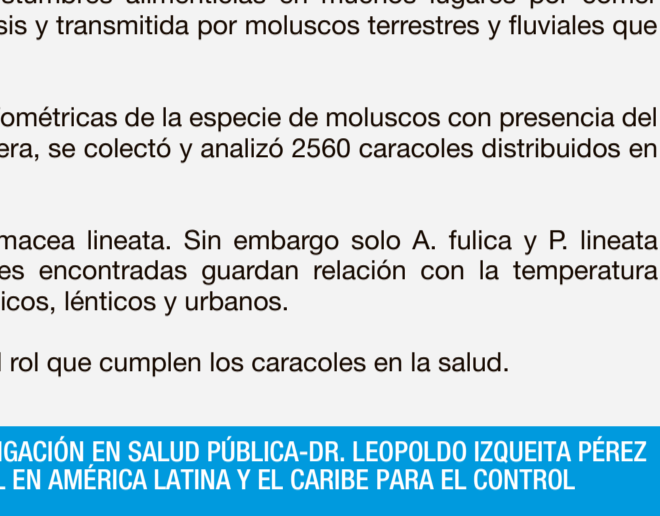 sis y transmitida por moluscos terrestres y fluviales que
ométricas de la especie de moluscos con presencia del
era, se colectó y analizó 2560 caracoles distribuidos en
macea lineata. Sin embargo solo A. fulica y P. lineata
es encontradas guardan relación con la temperatura
icos, lénticos y urbanos.
l rol que cumplen los caracoles en la salud.
IGACIÓN EN SALUD PÚBLICA-DR. LEOPOLDO IZQUEITA PÉREZ
L EN AMÉRICA LATINA Y EL CARIBE PARA EL CONTROL